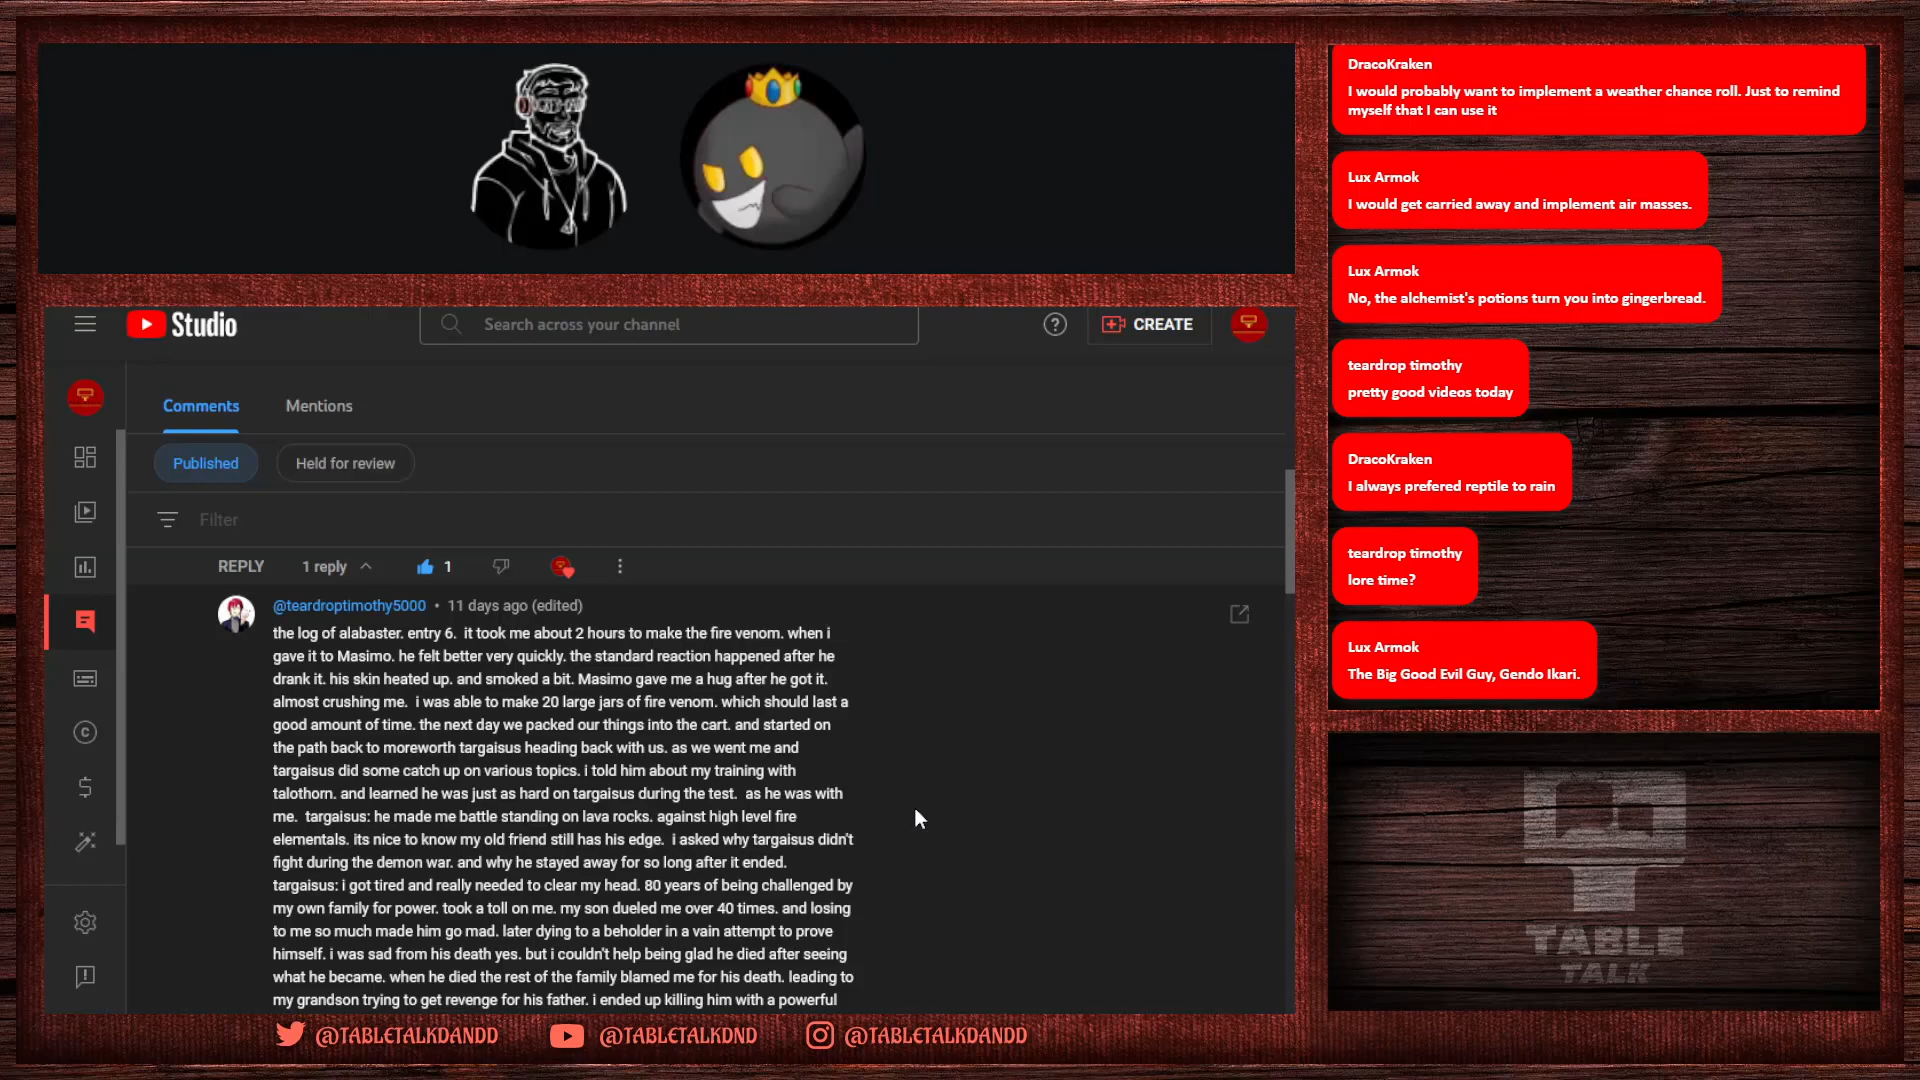 Studio
Search across your channel
CREATE
Comments
Mentions
Published
Held for review
Filter
REPLY
1 reply
1
@teardroptimothy5000 • 11 days ago (edited)
the log of alabaster. entry 6. it took me about 2 hours to make the fire venom. when i
gave it to Masimo. he felt better very quickly. the standard reaction happened after he
drank it. his skin heated up. and smoked a bit. Masimo gave me a hug after he got it.
almost crushing me. i was able to make 20 large jars of fire venom. which should last a
good amount of time. the next day we packed our things into the cart. and started on
the path back to moreworth targaisus heading back with us. as we went me and
targaisus did some catch up on various topics. i told him about my training with
talothorn. and learned he was just as hard on targaisus during the test. as he was with
me. targaisus: he made me battle standing on lava rocks. against high level fire
elementals. its nice to know my old friend still has his edge. i asked why targaisus didn't
fight during the demon war. and why he stayed away for so long after it ended.
targaisus: i got tired and really needed to clear my head. 80 years of being challenged by
my own family for power. took a toll on me. my son dueled me over 40 times. and losing
to me so much made him go mad. later dying to a beholder in a vain attempt to prove
himself. i was sad from his death yes. but i couldn't help being glad he died after seeing
what he became. when he died the rest of the family blamed me for his death. leading to
my grandson trying to get revenge for his father. i ended up killing him with a powerful
DracoKraken
I would probably want to implement a weather chance roll. Just to remind
myself that I can use it
Lux Armok
I would get carried away and implement air masses.
Lux Armok
No, the alchemist's potions turn you into gingerbread.
teardrop timothy
pretty good videos today
DracoKraken
I always prefered reptile to rain
teardrop timothy
lore time?
Lux Armok
The Big Good Evil Guy, Gendo Ikari.
TABLE
TALK
@TABLETALKDANDD
@TABLETALKDND
@TABLETALKDANDD